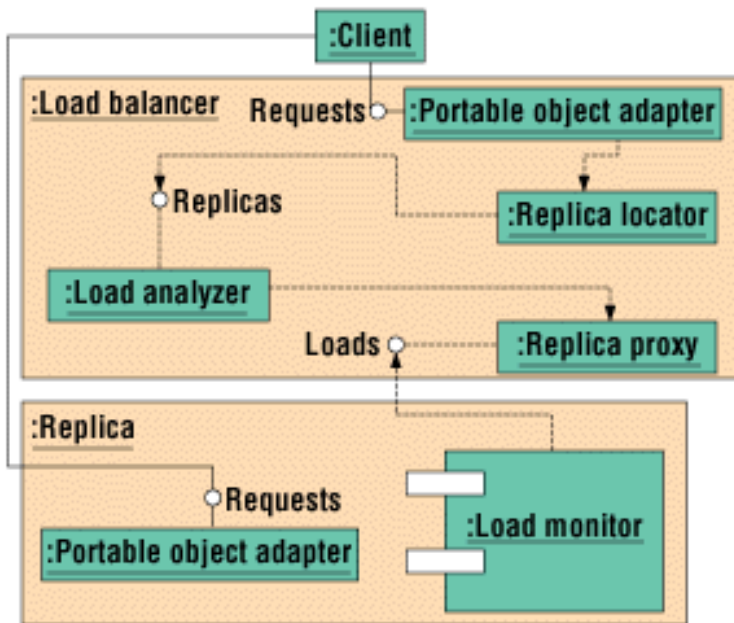 :Client
:Load balancer
Requests
:Portable object adapter
Replicas
:Replica locator
:Load analyzer
Loads
:Replica proxy
:Replica
Requests
:Load monitor
:Portable object adapter